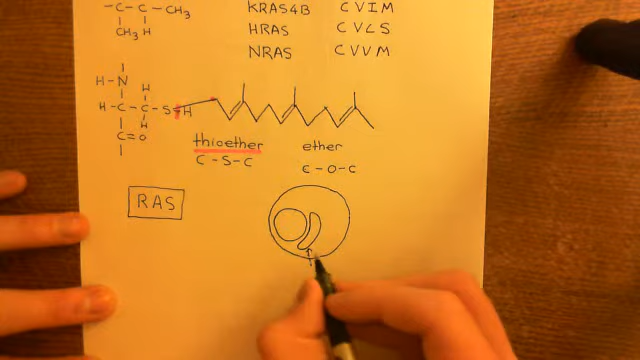 -C-C-CH3
CH3 H
KRAS4B CVIM
HRAS CVLS
NRAS CVVM
H-N H
H-C-C-S-H
H
C=O
thioether ether
C-S-C C-O-C
RAS